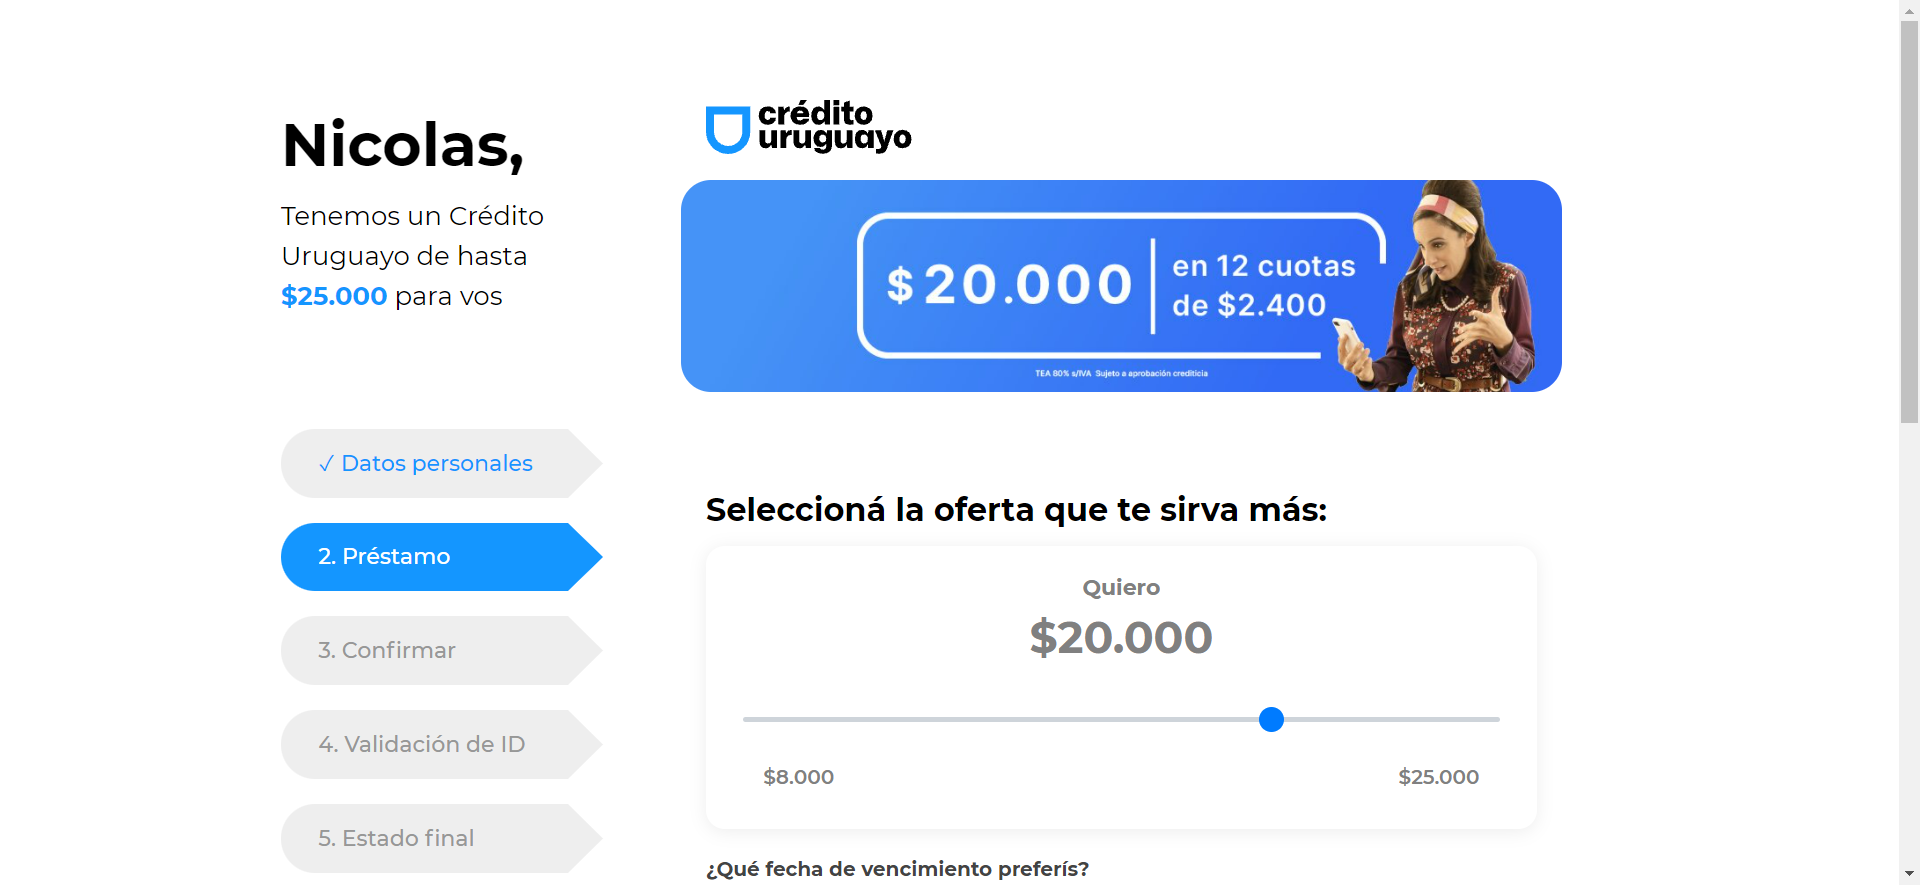 Nicolas,
Tenemos un Crédito
Uruguayo de hasta
$25.000 para vos
✓ Datos personales
2. Préstamo
3. Confirmar
4. Validación de ID
5. Estado final
crédito
uruguayo
$20.000
en 12 cuotas
de $2.400
TEA 80% s/IVA Sujeto a aprobación crediticia
Seleccioná la oferta que te sirva más:
Quiero
$20.000
$8.000
$25.000
¿Qué fecha de vencimiento preferís?